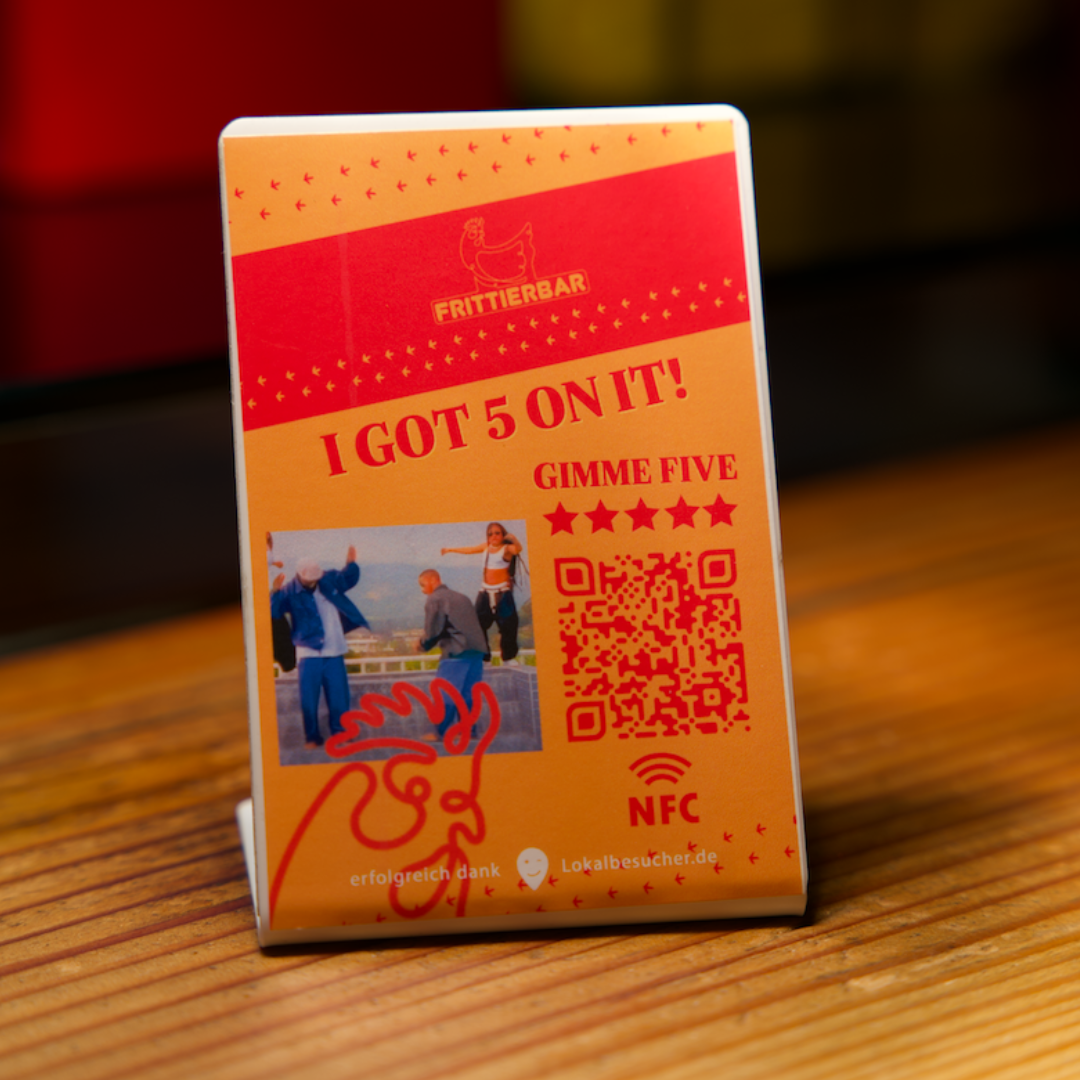 FRITTIERBAR
I GOT 5 ON IT!
GIMME FIVE
NFC
erfolgreich dank Lokalbesucher.de